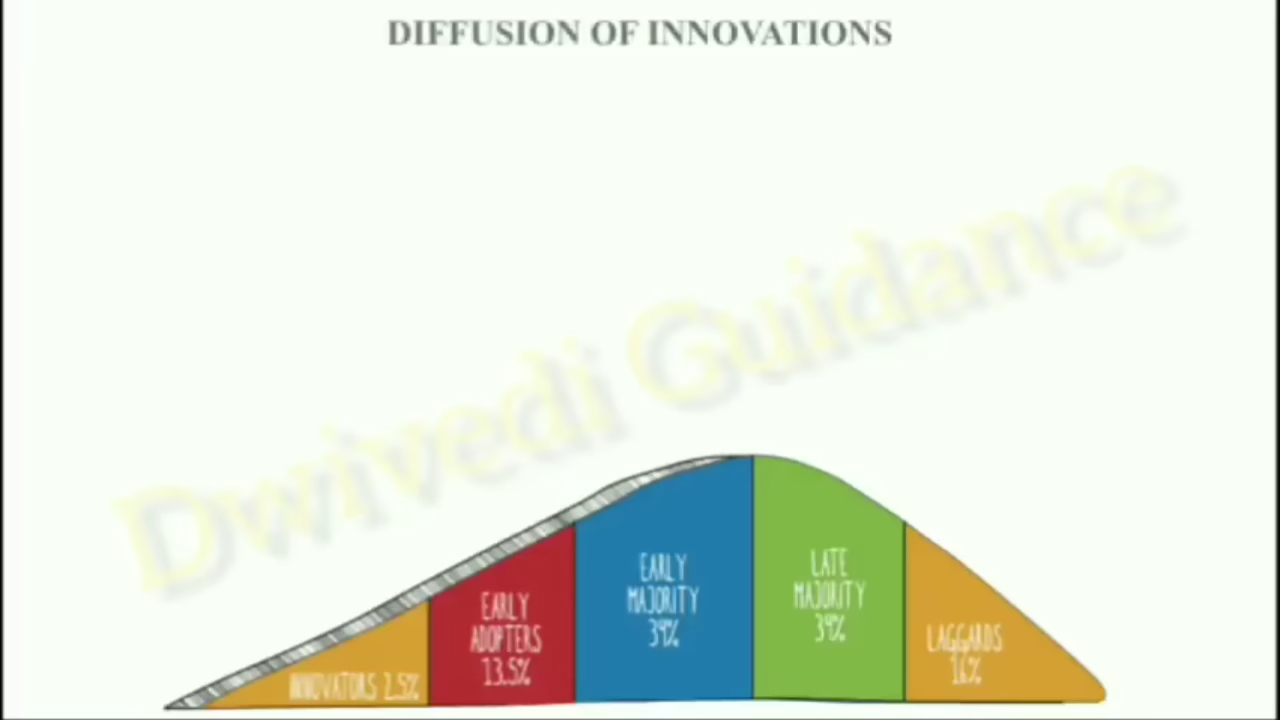 DIFFUSION OF INNOVATIONS
Dwivedi Guidance
INNOVATORS 2.5%
EARLY
ADOPTERS
13.5%
EARLY
MAJORITY
34%
LATE
MAJORITY
34%
LAGGARDS
16%